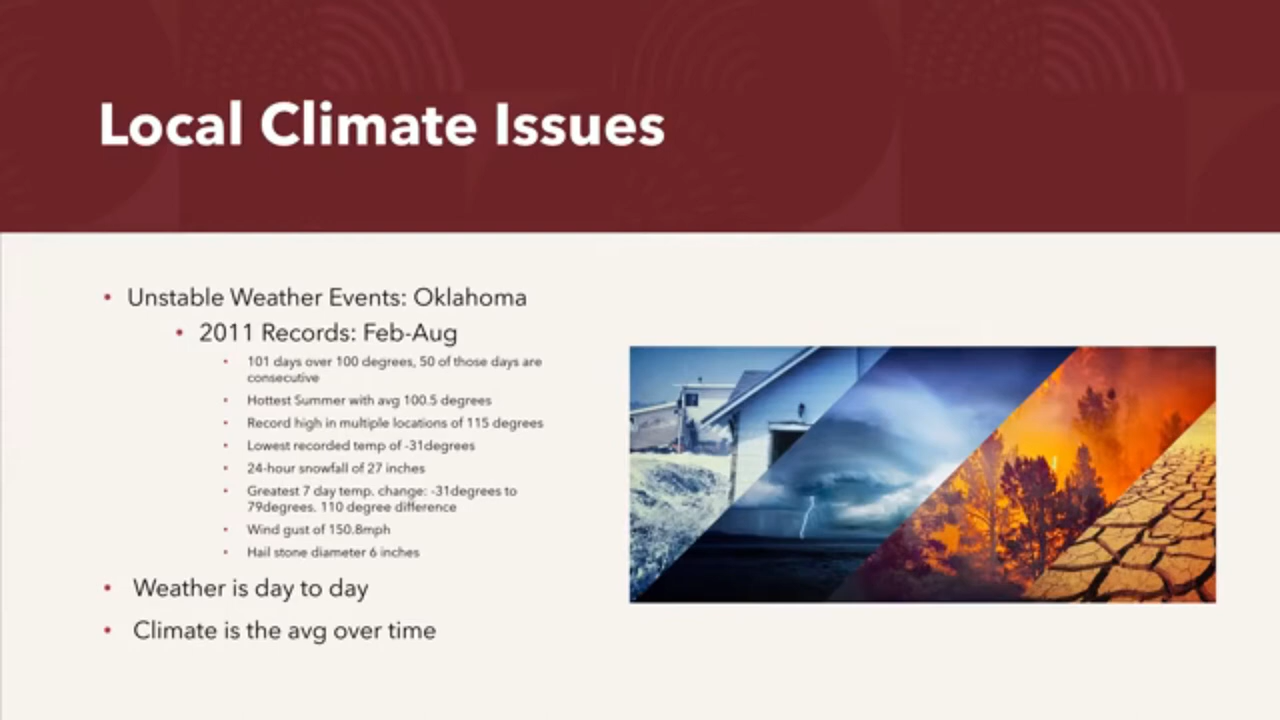 Local Climate Issues
• Unstable Weather Events: Oklahoma
• 2011 Records: Feb-Aug
• 101 days over 100 degrees, 50 of those days are
consecutive
• Hottest Summer with avg 100.5 degrees
• Record high in multiple locations of 115 degrees
• Lowest recorded temp of -31degrees
• 24-hour snowfall of 27 inches
• Greatest 7 day temp. change: -31degrees to
79degrees. 110 degree difference
• Wind gust of 150.8mph
• Hail stone diameter 6 inches
• Weather is day to day
• Climate is the avg over time